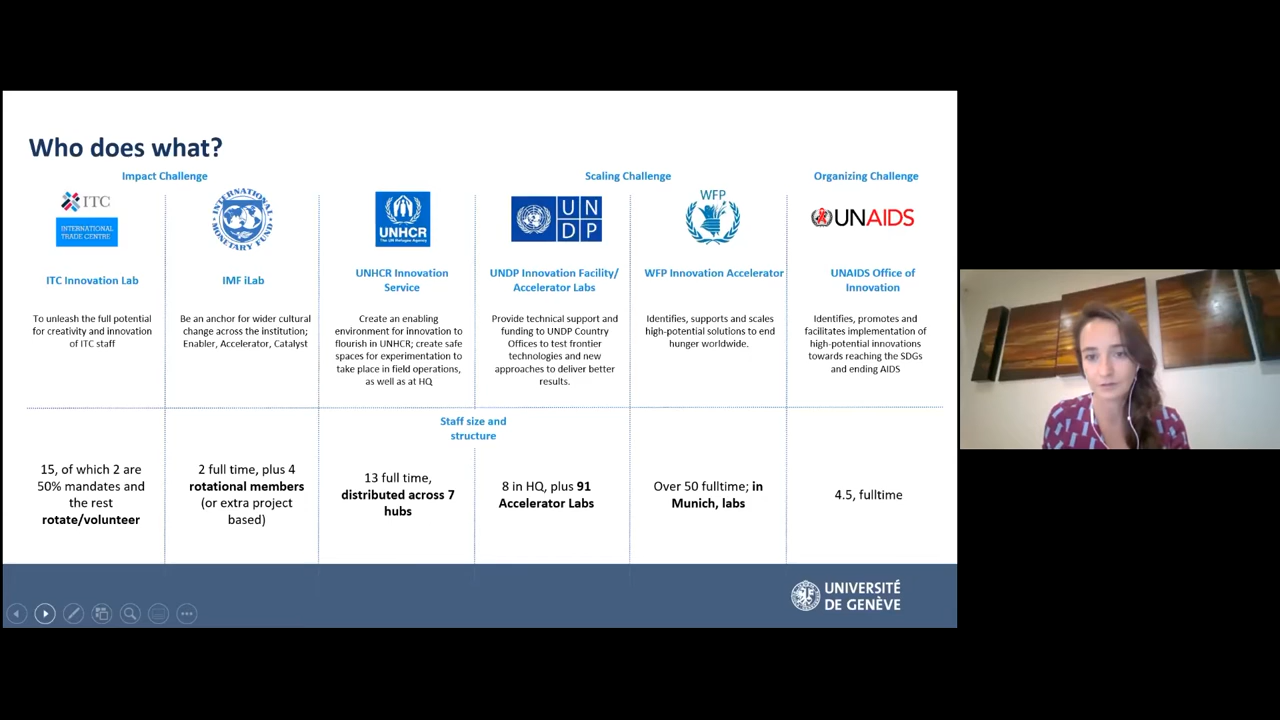 Who does what?
Impact Challenge
Scaling Challenge
Organizing Challenge
ITC
INTERNATIONAL
TRADE CENTRE
INTERNATIONAL
MONETARY FUND
UNHCR
The UN Refugee Agency
UN
DP
WFP
UNAIDS
ITC Innovation Lab
To unleash the full potential
for creativity and innovation
of ITC staff
IMF iLab
Be an anchor for wider cultural
change across the institution;
Enabler, Accelerator, Catalyst
UNHCR Innovation
Service
Create an enabling
environment for innovation to
flourish in UNHCR; create safe
spaces for experimentation to
take place in field operations,
as well as at HQ
UNDP Innovation Facility/
Accelerator Labs
Provide technical support and
funding to UNDP Country
Offices to test frontier
technologies and new
approaches to deliver better
results.
WFP Innovation Accelerator
Identifies, supports and scales
high-potential solutions to end
hunger worldwide.
UNAIDS Office of
Innovation
Identifies, promotes and
facilitates implementation of
high-potential innovations
towards reaching the SDGs
and ending AIDS
Staff size and
structure
15, of which 2 are
50% mandates and
the rest
rotate/volunteer
2 full time, plus 4
rotational members
(or extra project
based)
13 full time,
distributed across 7
hubs
8 in HQ, plus 91
Accelerator Labs
Over 50 fulltime; in
Munich, labs
4.5, fulltime
UNIVERSITÉ
DE GENÈVE